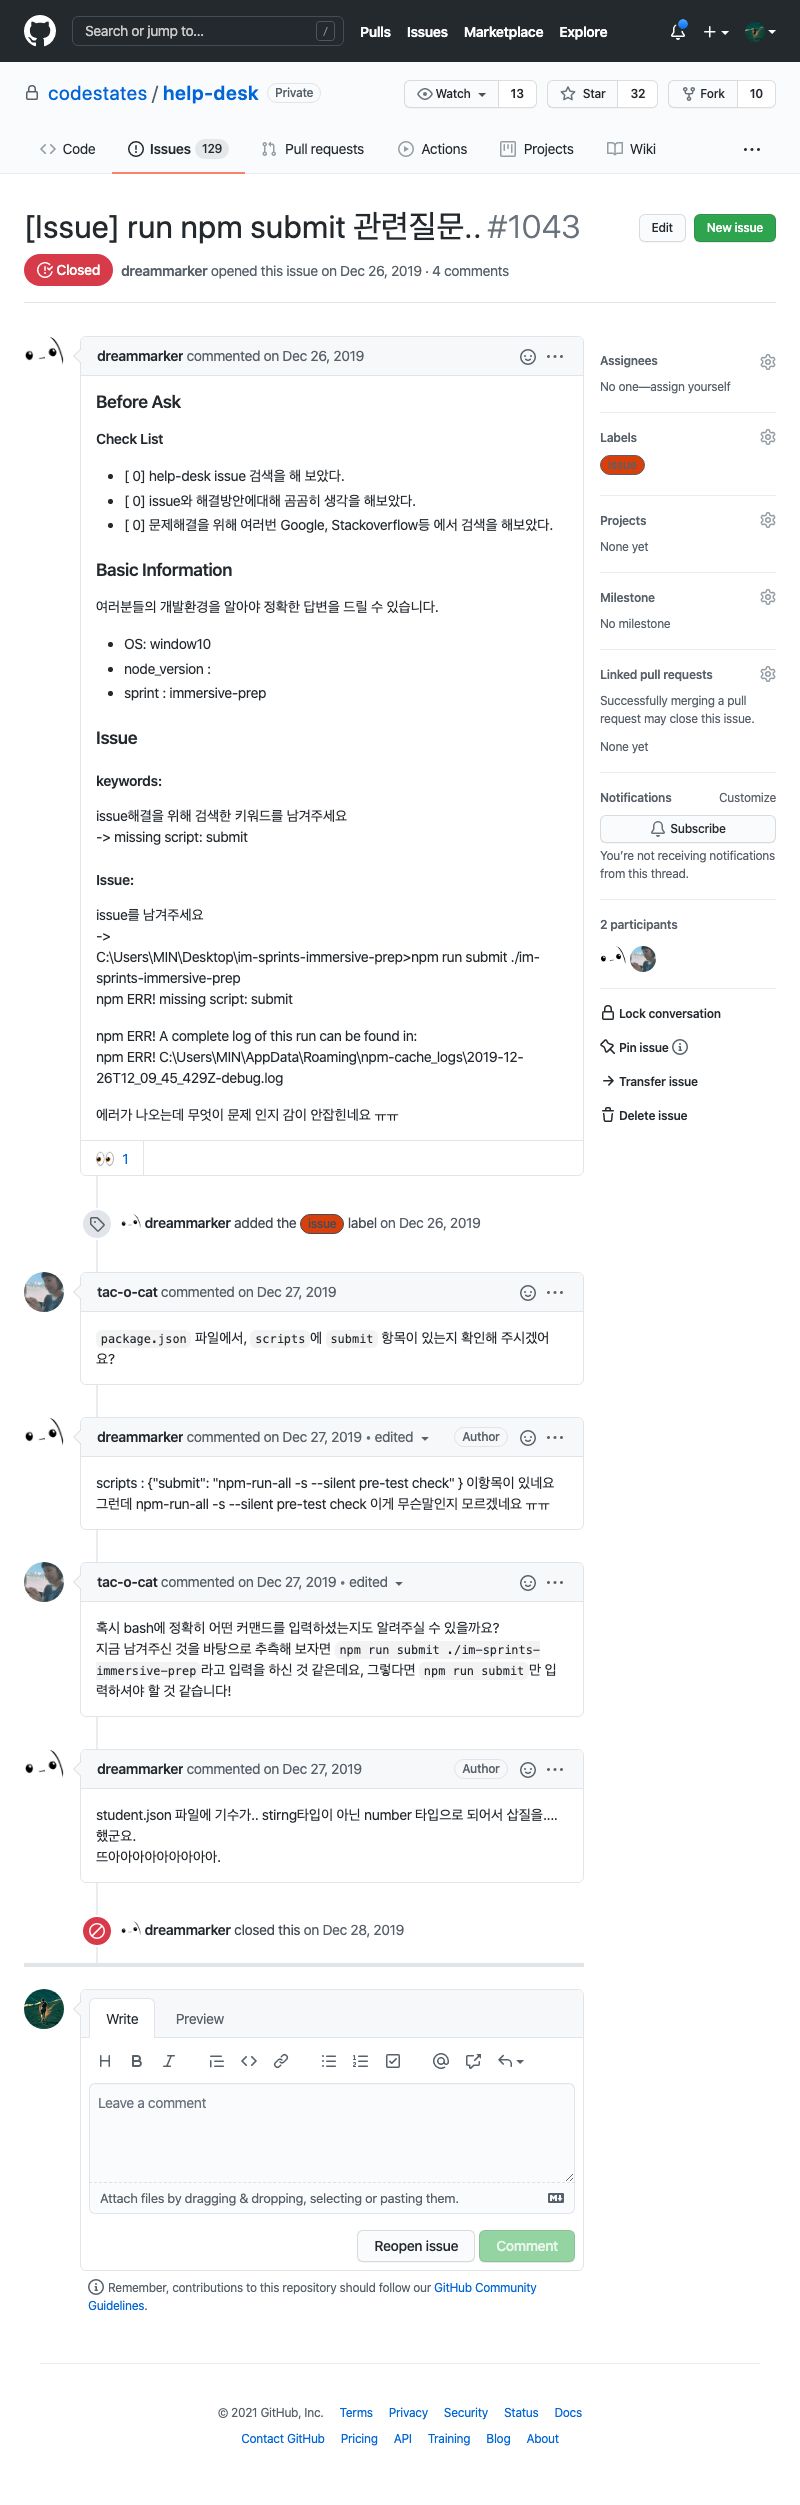 Search or jump to...
/
Pulls
Issues
Marketplace
Explore
codestates / help-desk
Private
Watch
13
Star
32
Fork
10
Code
Issues 129
Pull requests
Actions
Projects
Wiki
[Issue] run npm submit 관련질문.. #1043
Edit
New issue
Closed
dreammarker opened this issue on Dec 26, 2019 · 4 comments
dreammarker commented on Dec 26, 2019
Before Ask
Check List
[ 0] help-desk issue 검색을 해 보았다.
[ 0] issue와 해결방안에대해 곰곰히 생각을 해보았다.
[ 0] 문제해결을 위해 여러번 Google, Stackoverflow등 에서 검색을 해보았다.
Basic Information
여러분들의 개발환경을 알아야 정확한 답변을 드릴 수 있습니다.
OS: window10
node_version :
sprint : immersive-prep
Issue
keywords:
issue해결을 위해 검색한 키워드를 남겨주세요
-> missing script: submit
Issue:
issue를 남겨주세요
->
C:\Users\MIN\Desktop\im-sprints-immersive-prep>npm run submit ./im-
sprints-immersive-prep
npm ERR! missing script: submit
npm ERR! A complete log of this run can be found in:
npm ERR! C:\Users\MIN\AppData\Roaming\npm-cache_logs\2019-12-
26T12_09_45_429Z-debug.log
에러가 나오는데 무엇이 문제 인지 감이 안잡힌네요 ㅠㅠ
1
Assignees
No one—assign yourself
Labels
issue
Projects
None yet
Milestone
No milestone
Linked pull requests
Successfully merging a pull
request may close this issue.
None yet
Notifications
Customize
Subscribe
You're not receiving notifications
from this thread.
2 participants
Lock conversation
Pin issue
Transfer issue
Delete issue
dreammarker added the issue label on Dec 26, 2019
tac-o-cat commented on Dec 27, 2019
package.json 파일에서, scripts 에 submit 항목이 있는지 확인해 주시겠어
요?
dreammarker commented on Dec 27, 2019 • edited
Author
scripts : {"submit": "npm-run-all -s --silent pre-test check" } 이항목이 있네요
그런데 npm-run-all -s --silent pre-test check 이게 무슨말인지 모르겠네요 ㅠㅠ
tac-o-cat commented on Dec 27, 2019 • edited
혹시 bash에 정확히 어떤 커맨드를 입력하셨는지도 알려주실 수 있을까요?
지금 남겨주신 것을 바탕으로 추측해 보자면 npm run submit ./im-sprints-
immersive-prep 라고 입력을 하신 것 같은데요, 그렇다면 npm run submit 만 입
력하셔야 할 것 같습니다!
dreammarker commented on Dec 27, 2019
Author
student.json 파일에 기수가.. stirng타입이 아닌 number 타입으로 되어서 삽질을....
했군요.
뜨아아아아아아아아.
dreammarker closed this on Dec 28, 2019
Write
Preview
Leave a comment
Attach files by dragging & dropping, selecting or pasting them.
Reopen issue
Comment
Remember, contributions to this repository should follow our GitHub Community
Guidelines.
© 2021 GitHub, Inc.
Terms
Privacy
Security
Status
Docs
Contact GitHub
Pricing
API
Training
Blog
About